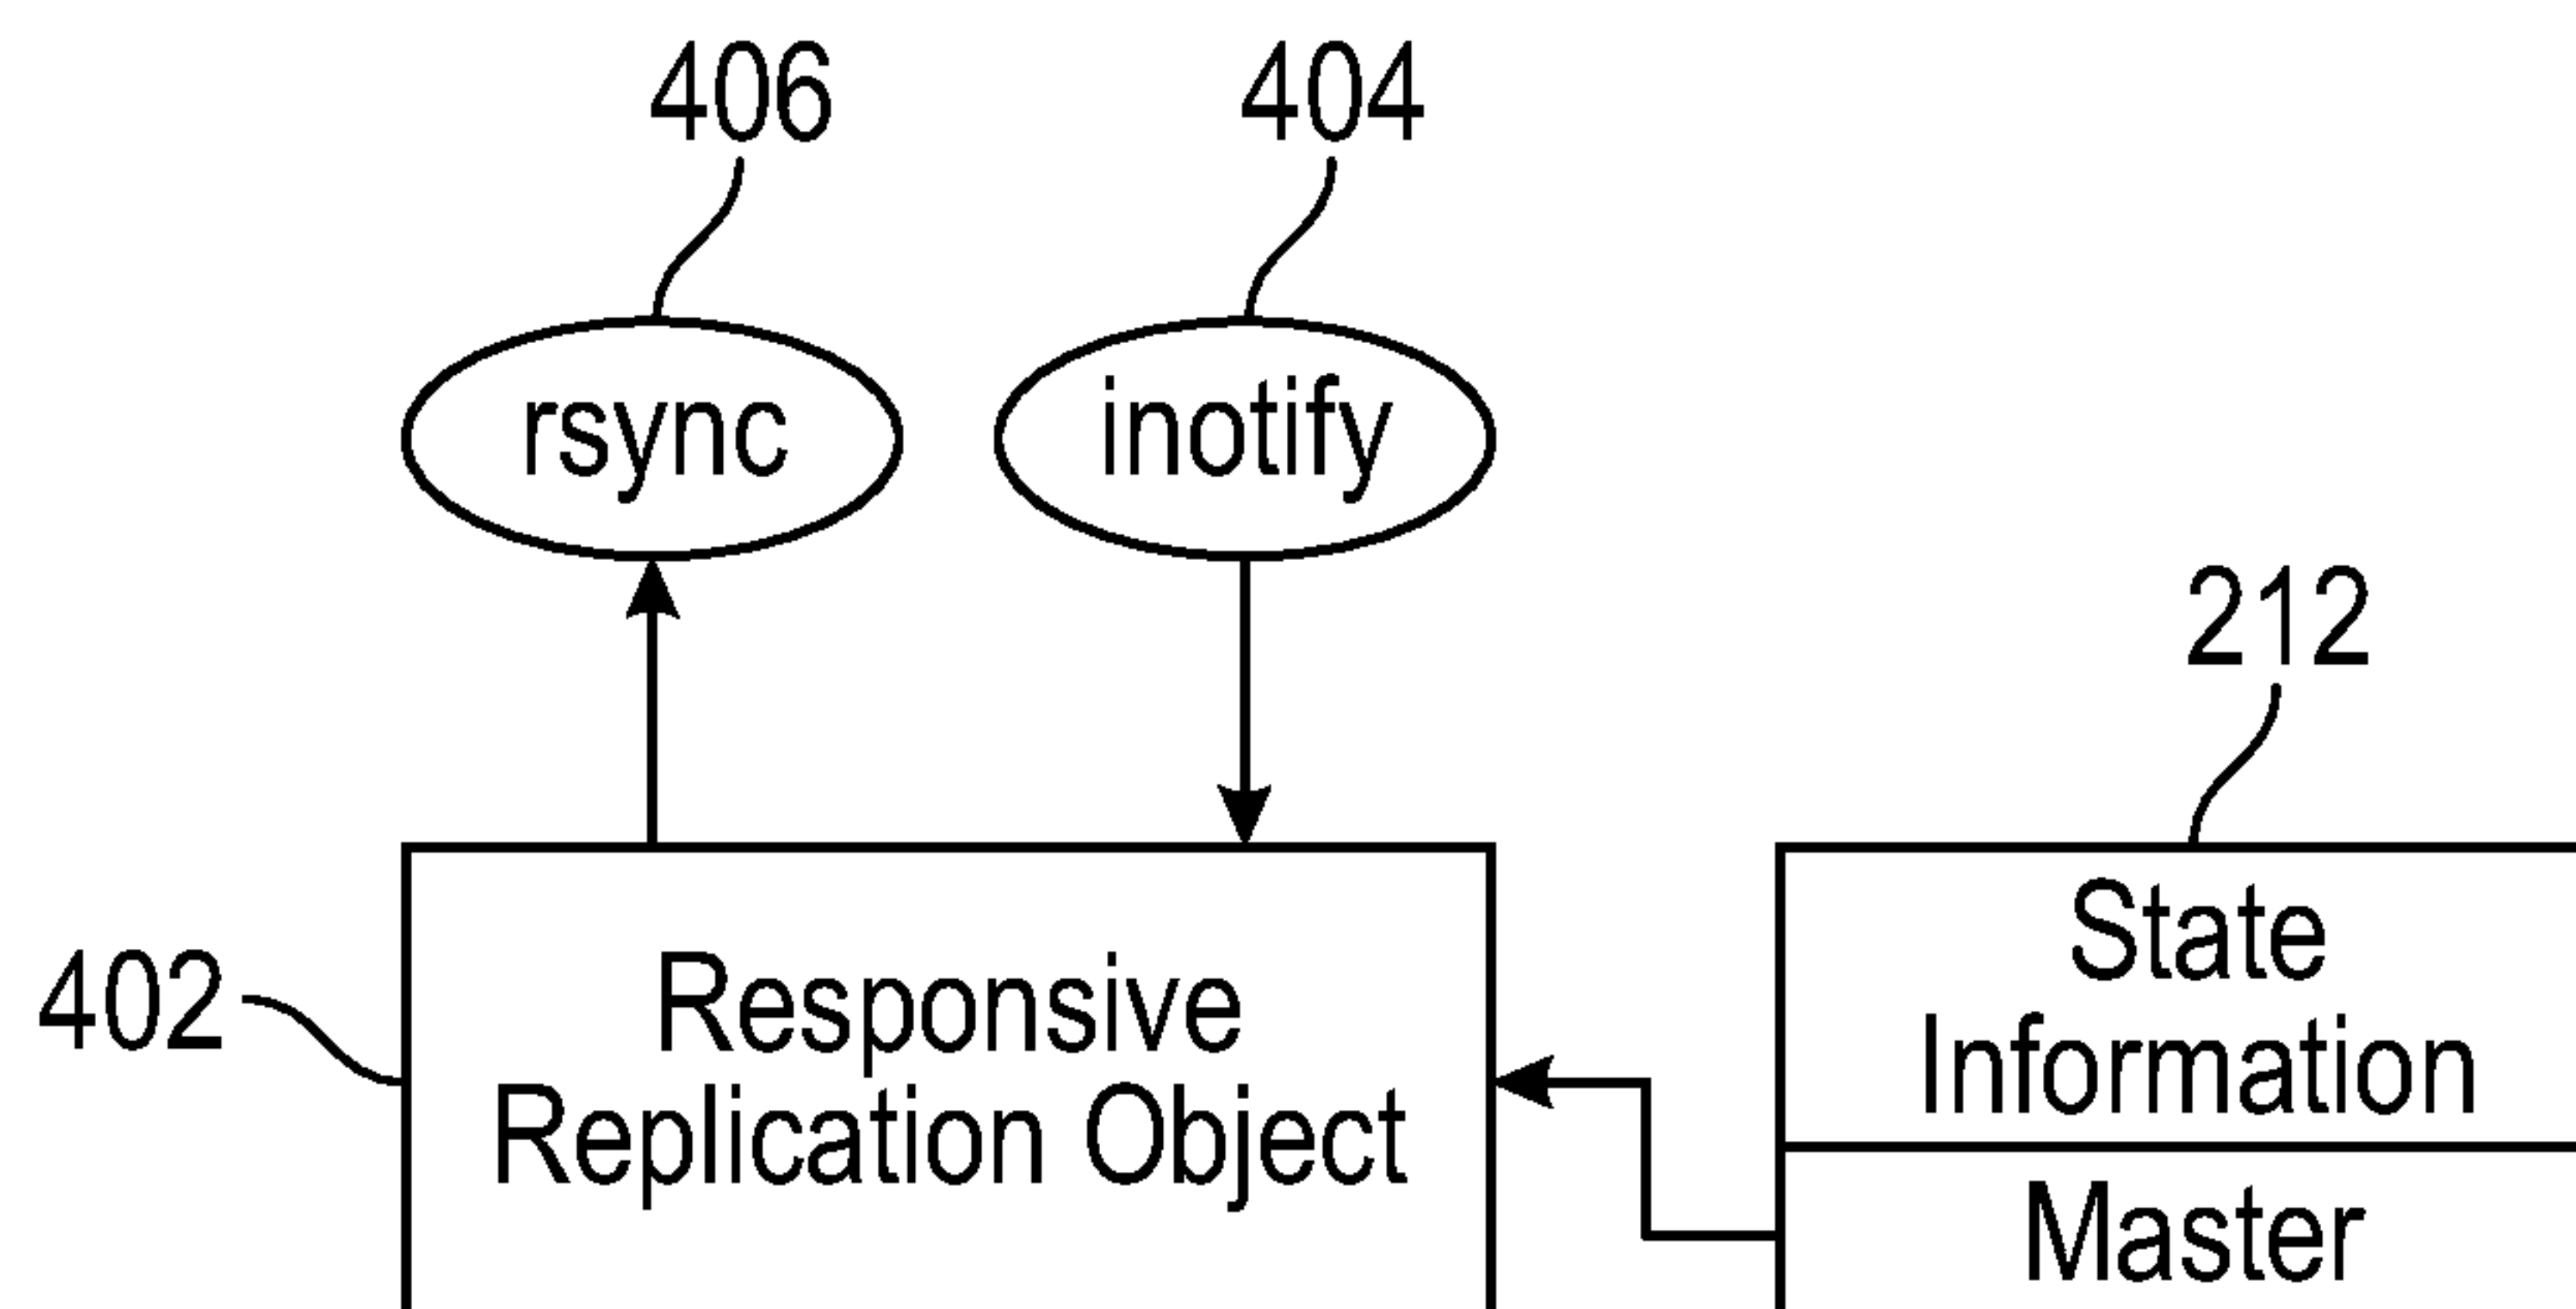 406
404
rsync
inotify
212
402
Responsive
Replication Object
State
Information
Master